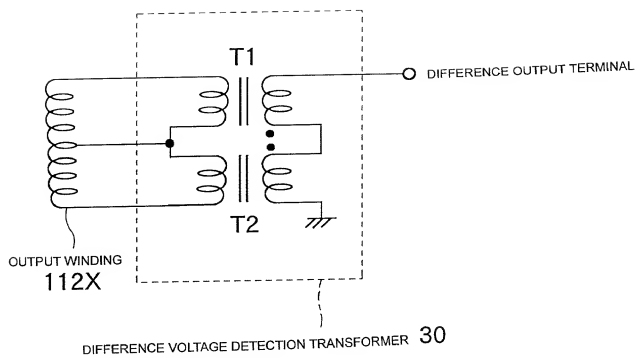 T1
DIFFERENCE OUTPUT TERMINAL
T2
OUTPUT WINDING
112X
DIFFERENCE VOLTAGE DETECTION TRANSFORMER 30